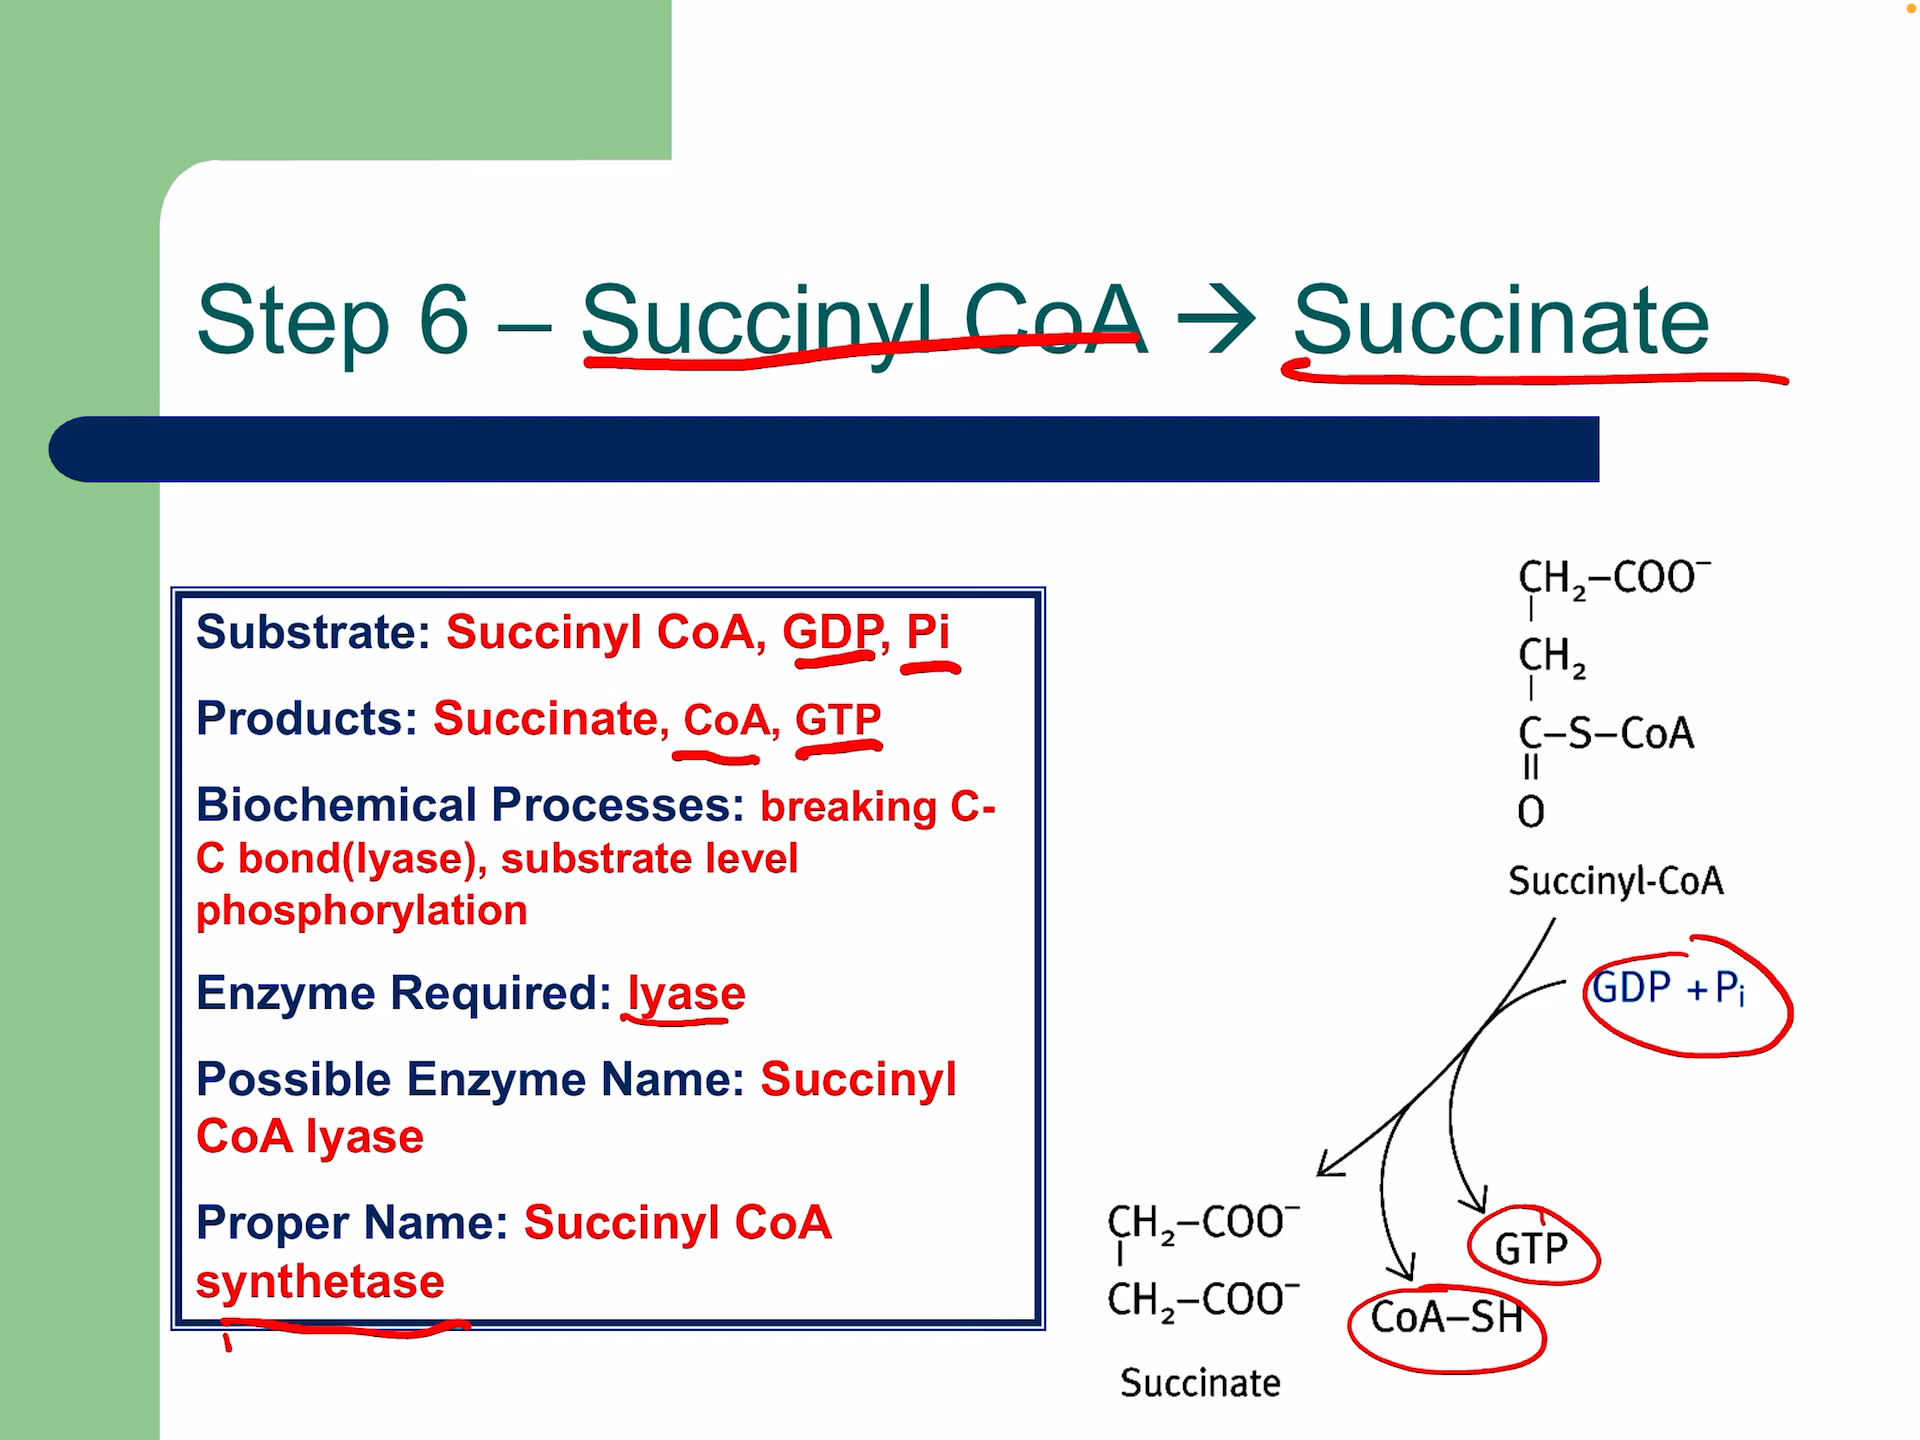 Step 6 – Succinyl CoA → Succinate
Substrate: Succinyl CoA, GDP, Pi
Products: Succinate, CoA, GTP
Biochemical Processes: breaking C-
C bond(lyase), substrate level
phosphorylation
Enzyme Required: lyase
Possible Enzyme Name: Succinyl
CoA lyase
Proper Name: Succinyl CoA
synthetase
CH₂–COO⁻
CH₂
C–S–CoA
O
Succinyl-CoA
GDP + Pᵢ
GTP
CoA–SH
CH₂–COO⁻
CH₂–COO⁻
Succinate